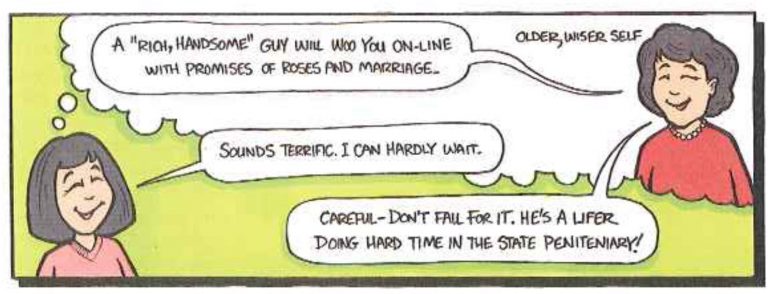 A "RICH, HANDSOME" GUY WILL WOO YOU ON-LINE
WITH PROMISES OF ROSES AND MARRIAGE...
OLDER, WISER SELF
SOUNDS TERRIFIC. I CAN HARDLY WAIT.
CAREFUL-DON'T FALL FOR IT. HE'S A LIFER
DOING HARD TIME IN THE STATE PENITENIARY!